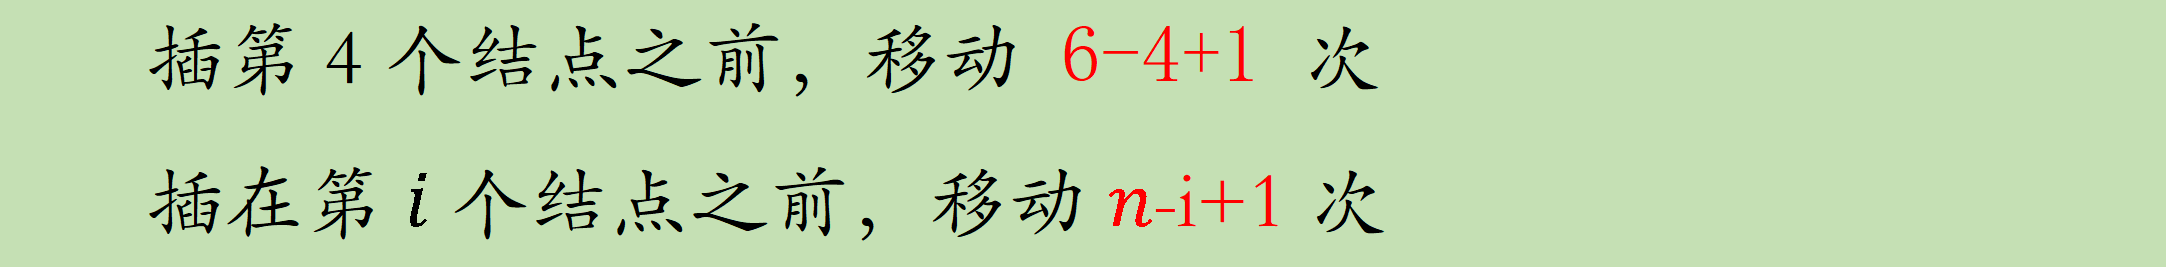 插第 4 个结点之前，移动 6-4+1 次
插在第 i 个结点之前，移动 n-i+1 次